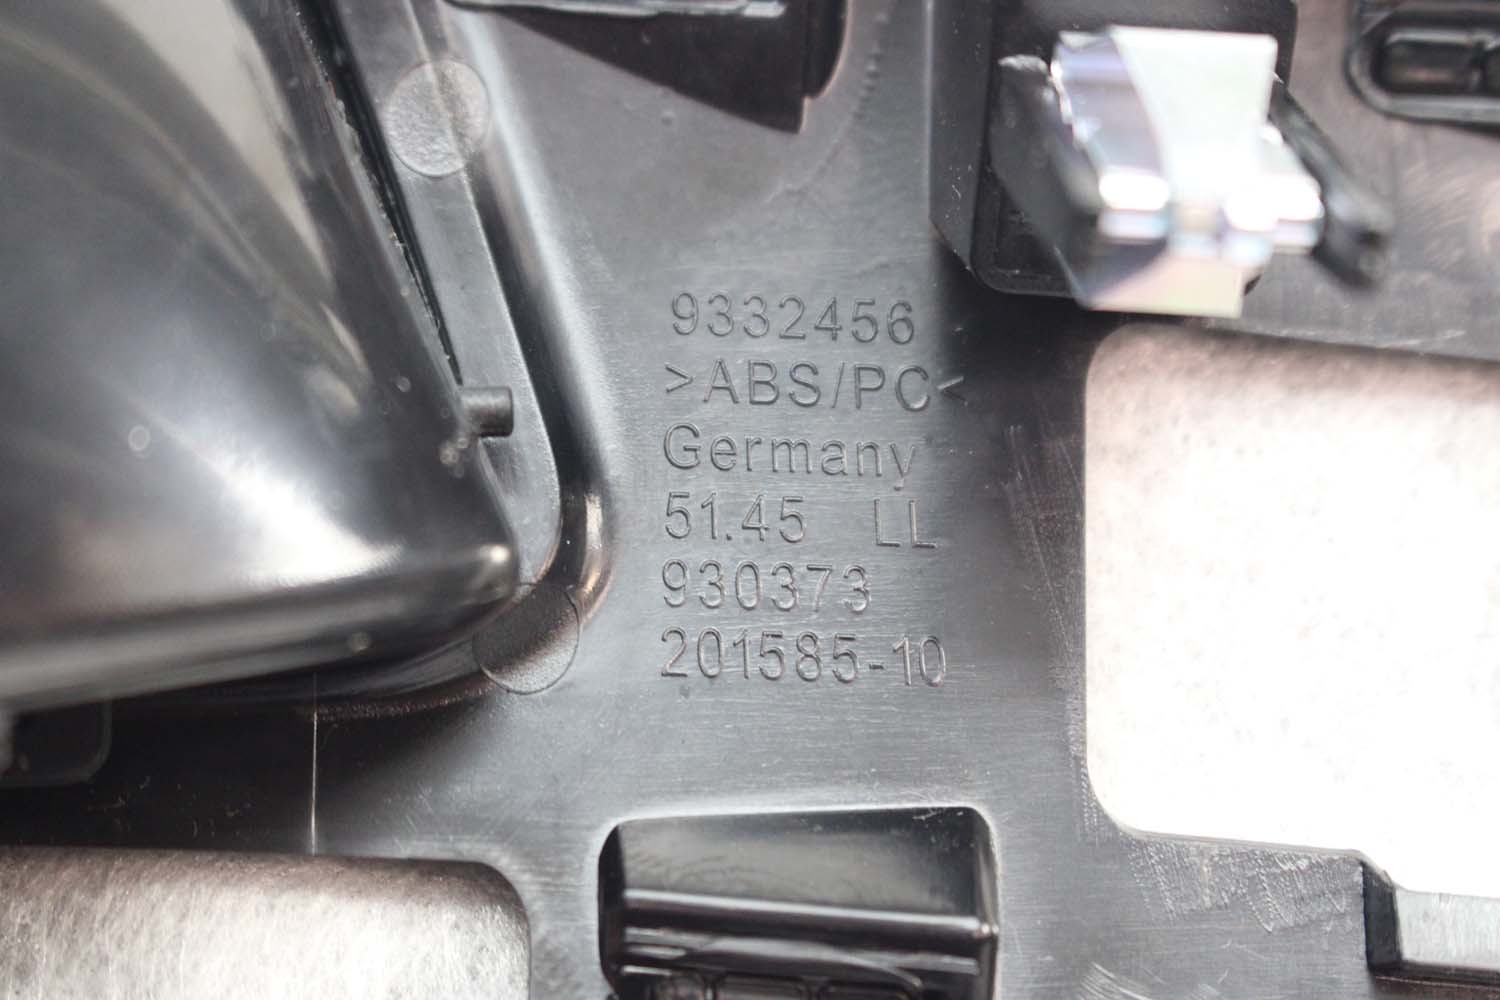 9332456
>ABS/PC<
Germany
51.45 LL
930373
201585-10